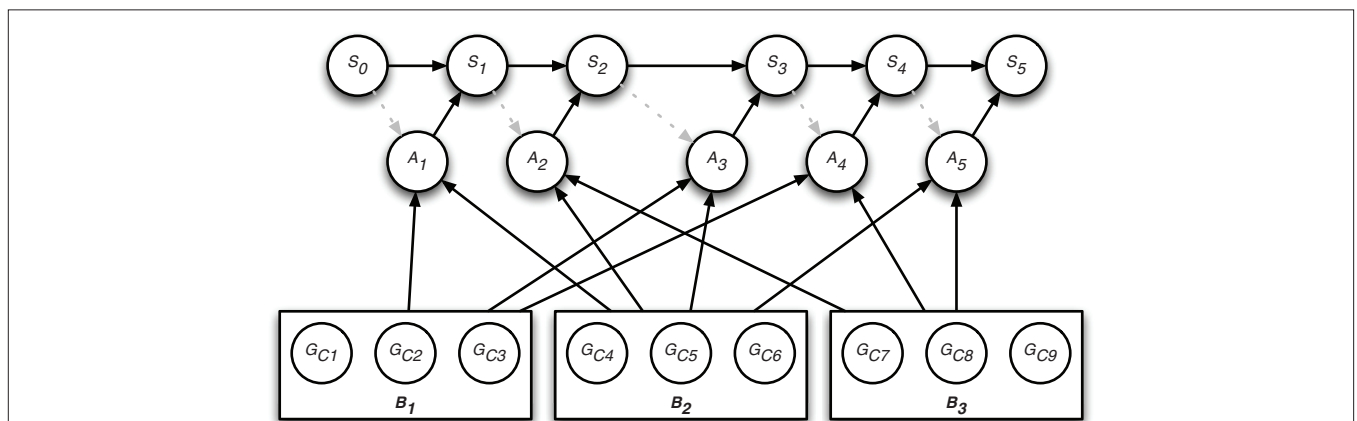 S0 S1 S2 S3 S4 S5
A1 A2 A3 A4 A5
GC1 GC2 GC3 GC4 GC5 GC6 GC7 GC8 GC9
B1 B2 B3